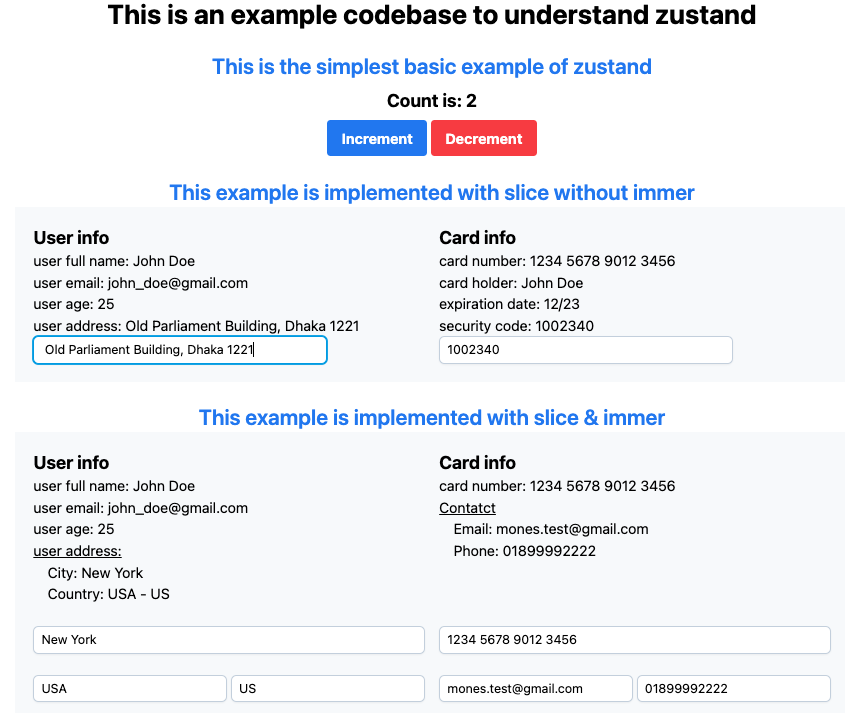 This is an example codebase to understand zustand
This is the simplest basic example of zustand
Count is: 2
Increment Decrement
This example is implemented with slice without immer
User info
user full name: John Doe
user email: john_doe@gmail.com
user age: 25
user address: Old Parliament Building, Dhaka 1221
Old Parliament Building, Dhaka 1221
Card info
card number: 1234 5678 9012 3456
card holder: John Doe
expiration date: 12/23
security code: 1002340
1002340
This example is implemented with slice & immer
User info
user full name: John Doe
user email: john_doe@gmail.com
user age: 25
user address:
City: New York
Country: USA - US
New York
USA US
Card info
card number: 1234 5678 9012 3456
Contatct
Email: mones.test@gmail.com
Phone: 01899992222
1234 5678 9012 3456
mones.test@gmail.com 01899992222